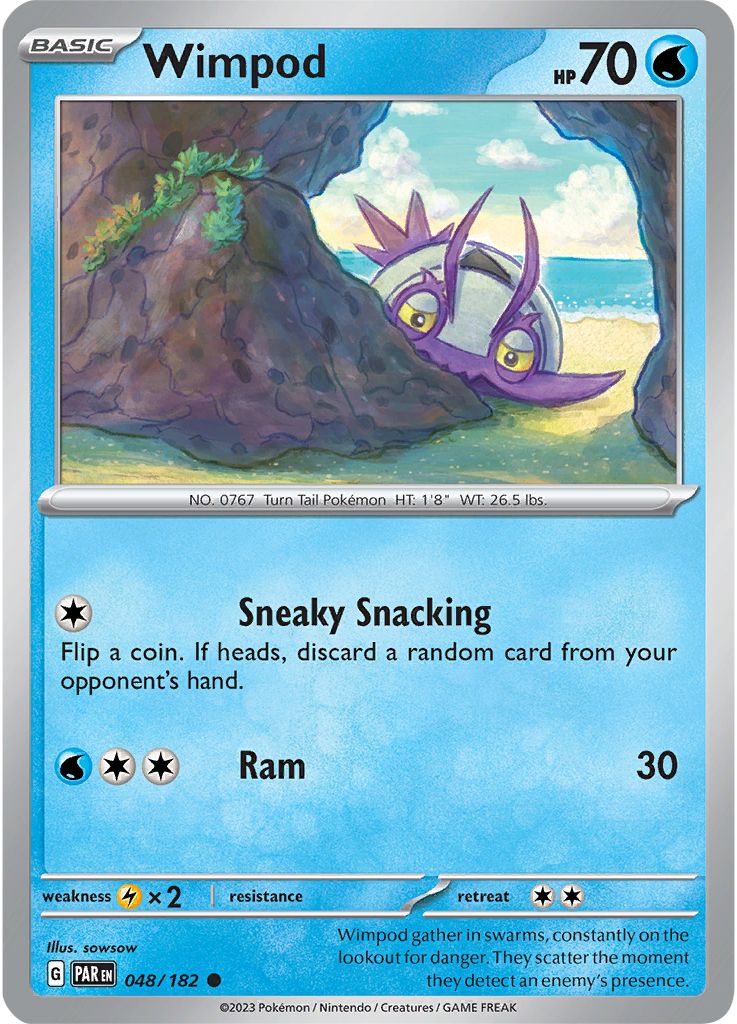 BASIC
Wimpod
HP 70
NO. 0767 Turn Tail Pokémon HT: 1'8" WT: 26.5 lbs.
Sneaky Snacking
Flip a coin. If heads, discard a random card from your
opponent's hand.
Ram 30
weakness ×2 resistance retreat
Illus. sowsow
Wimpod gather in swarms, constantly on the
lookout for danger. They scatter the moment
they detect an enemy's presence.
G PAR EN 048/182
©2023 Pokémon / Nintendo / Creatures / GAME FREAK